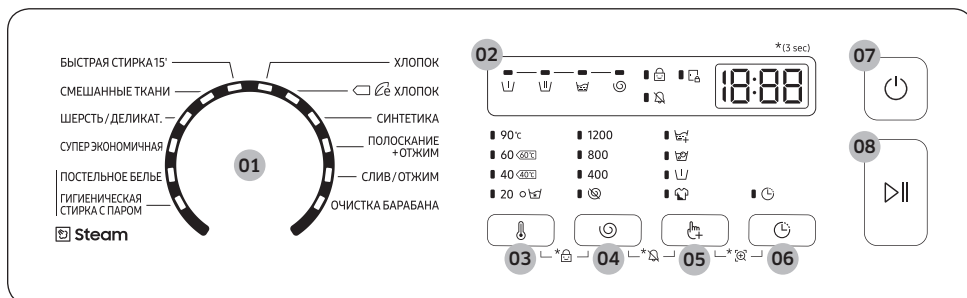 *(3 sec)
БЫСТРАЯ СТИРКА 15'
СМЕШАННЫЕ ТКАНИ
ШЕРСТЬ/ДЕЛИКАТ.
СУПЕР ЭКОНОМИЧНАЯ
ПОСТЕЛЬНОЕ БЕЛЬЕ
ГИГИЕНИЧЕСКАЯ
СТИРКА С ПАРОМ
Steam
01
ХЛОПОК
ХЛОПОК
СИНТЕТИКА
ПОЛОСКАНИЕ
+ОТЖИМ
СЛИВ/ОТЖИМ
ОЧИСТКА БАРАБАНА
02
18:88
90℃ 1200
60 60℃ 800
40 40℃ 400
20
03 * 04 * 05 * 06
07
08